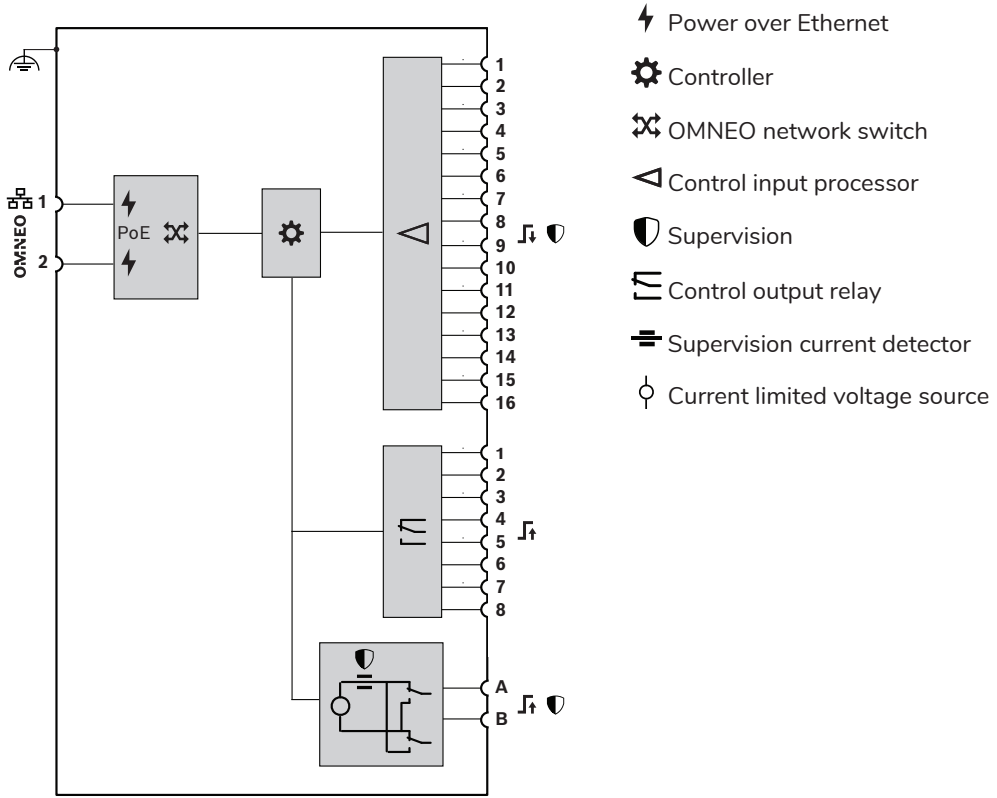 Power over Ethernet
Controller
OMNEO network switch
Control input processor
Supervision
Control output relay
Supervision current detector
Current limited voltage source
OMNEO
1
2
PoE
1
2
3
4
5
6
7
8
9
10
11
12
13
14
15
16
1
2
3
4
5
6
7
8
A
B